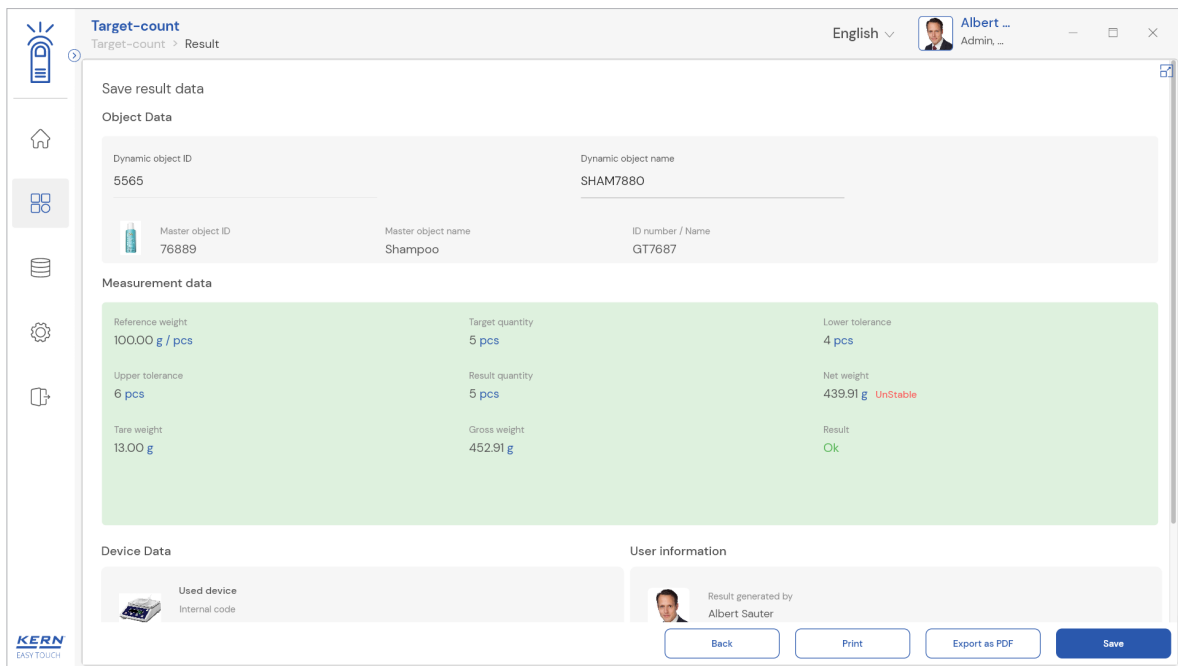 Target-count
Target-count > Result
English
Albert ...
Admin, ...
Save result data
Object Data
Dynamic object ID
Dynamic object name
5565
SHAM7880
Master object ID
Master object name
ID number / Name
76889
Shampoo
GT7687
Measurement data
Reference weight
Target quantity
Lower tolerance
100.00 g / pcs
5 pcs
4 pcs
Upper tolerance
Result quantity
Net weight
6 pcs
5 pcs
439.91 g UnStable
Tare weight
Gross weight
Result
13.00 g
452.91 g
Ok
Device Data
User information
Used device
Internal code
Result generated by
Albert Sauter
KERN
EASY TOUCH
Back
Print
Export as PDF
Save